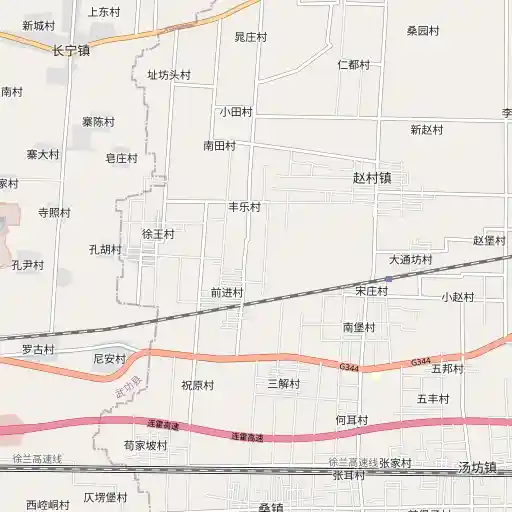 上东村
新城村
晁庄村
桑园村
长宁镇
仁都村
址坊头村
南村
小田村
李
寨陈村
新赵村
南田村
寨大村
皂庄村
赵村镇
家村
寺照村
丰乐村
徐王村
赵堡村
孔胡村
大通坊村
孔尹村
前进村
宋庄村
小赵村
南堡村
罗古村
尼安村
G344
G344
五邦村
武功县
祝原村
三解村
五丰村
连霍高速
何耳村
连霍高速
荀家坡村
徐兰高速线
徐兰高速线
张家村
汤坊镇
张耳村
仄塄堡村
西崆峒村
桑镇